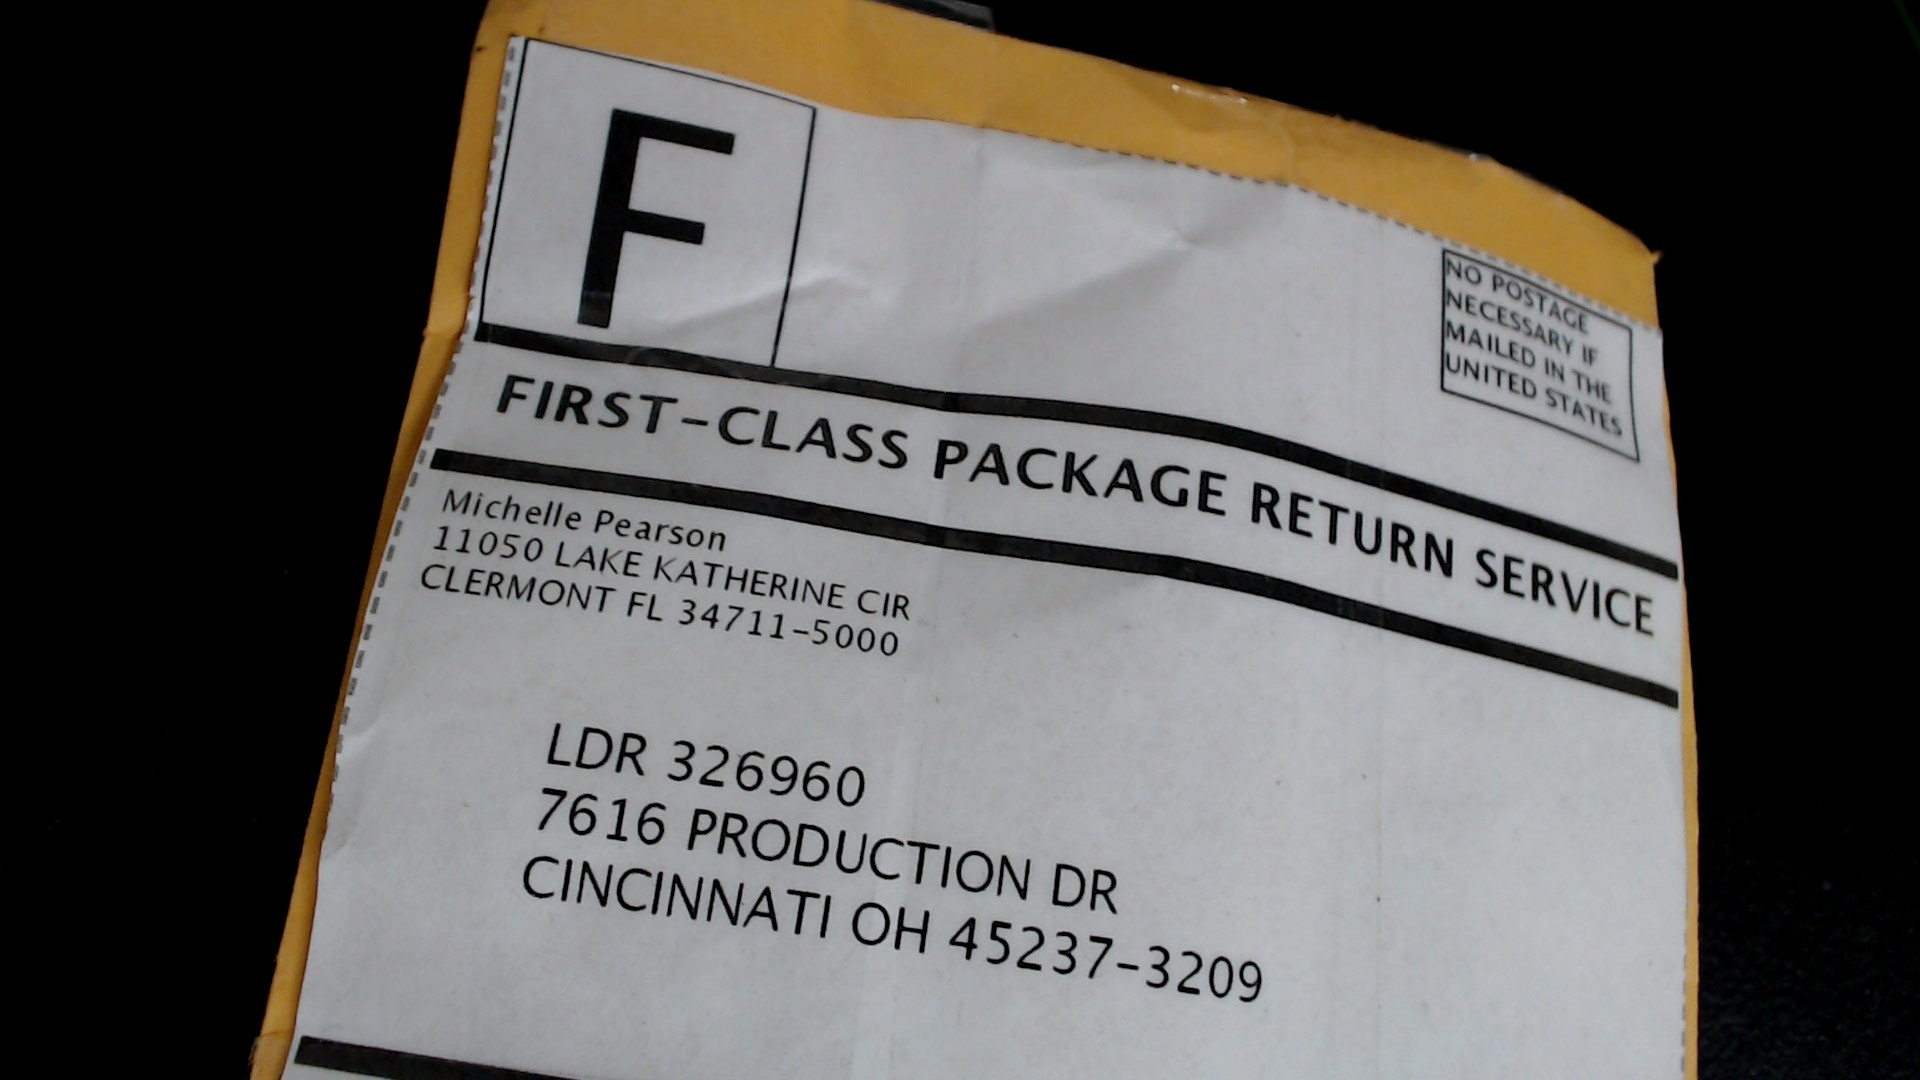 F
NO POSTAGE
NECESSARY IF
MAILED IN THE
UNITED STATES
FIRST-CLASS PACKAGE RETURN SERVICE
Michelle Pearson
11050 LAKE KATHERINE CIR
CLERMONT FL 34711-5000
LDR 326960
7616 PRODUCTION DR
CINCINNATI OH 45237-3209